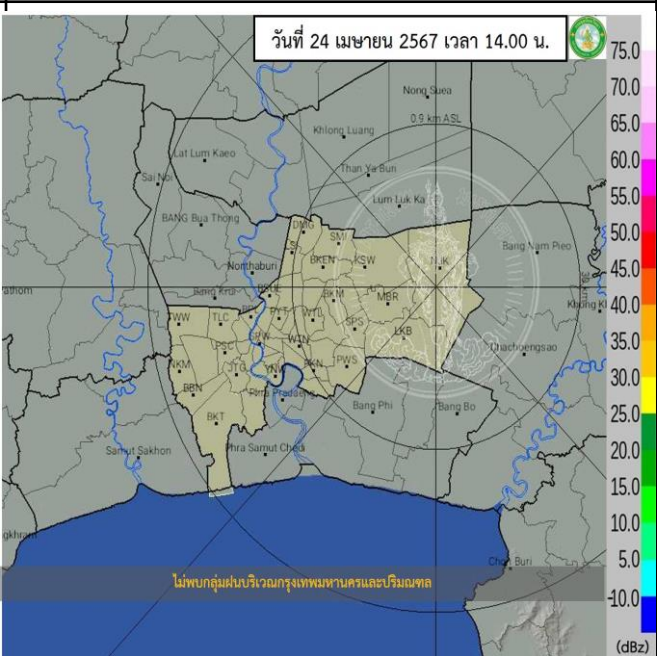 วันที่ 24 เมษายน 2567 เวลา 14.00 น.
75.0
Nong Suea
70.0
0.9 km ASL
Khlong Luang
65.0
Lat Lum Kaeo
Than Ya Buri
60.0
Sai Noi
Lum Luk Ka
55.0
BANG Bua Thong
DMG
SMI
50.0
LSI
Bang Nam Pieo
BKEN
KSW
NJK
45.0
Nonthaburi
Bang Krui
BKM
MBR
40.0
TWW
TLC
WTL
SPS
LKB
35.0
PSC
WTN
Chachoengsao
NKM
JTG
YNW
PKN
PWS
30.0
BBN
Phra Pradaeng
BKT
Bang Phi
Bang Bo
25.0
Samut Sakhon
Phra Samut Chedi
20.0
15.0
10.0
Chon Buri
5.0
ไม่พบกลุ่มฝนบริเวณกรุงเทพมหานครและปริมณฑล
-10.0
(dBz)